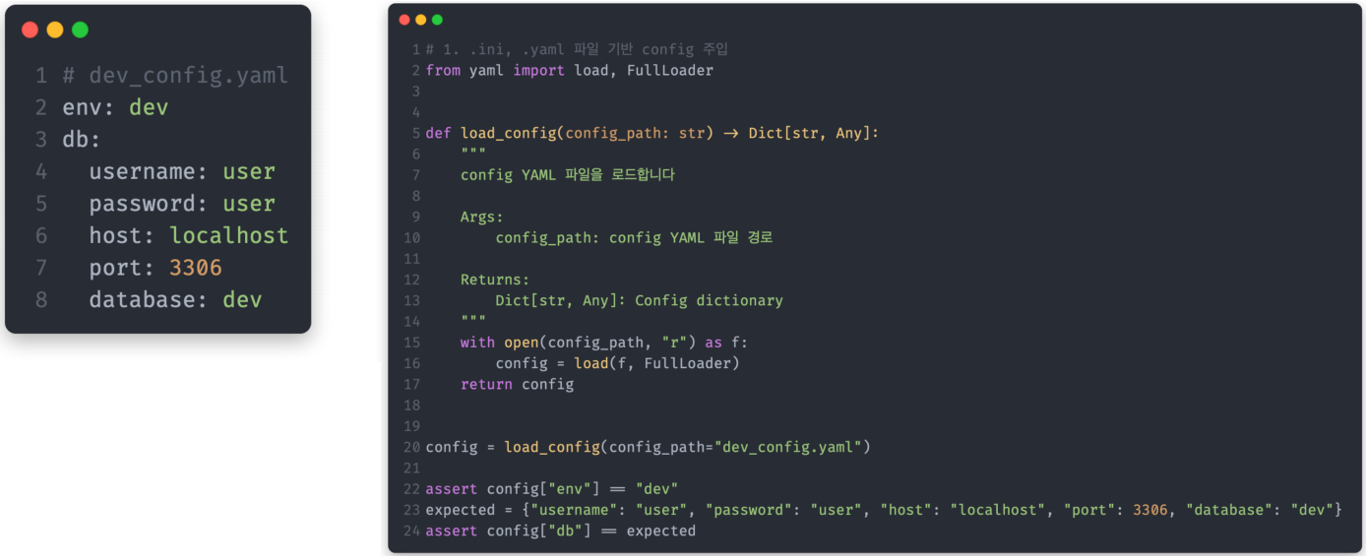 1 # dev_config.yaml
2 env: dev
3 db:
4   username: user
5   password: user
6   host: localhost
7   port: 3306
8   database: dev
1 # 1. .ini, .yaml 파일 기반 config 주입
2 from yaml import load, FullLoader
3
4
5 def load_config(config_path: str) -> Dict[str, Any]:
6     """
7     config YAML 파일을 로드합니다
8
9     Args:
10         config_path: config YAML 파일 경로
11
12     Returns:
13         Dict[str, Any]: Config dictionary
14     """
15     with open(config_path, "r") as f:
16         config = load(f, FullLoader)
17     return config
18
19
20 config = load_config(config_path="dev_config.yaml")
21
22 assert config["env"] == "dev"
23 expected = {"username": "user", "password": "user", "host": "localhost", "port": 3306, "database": "dev"}
24 assert config["db"] == expected